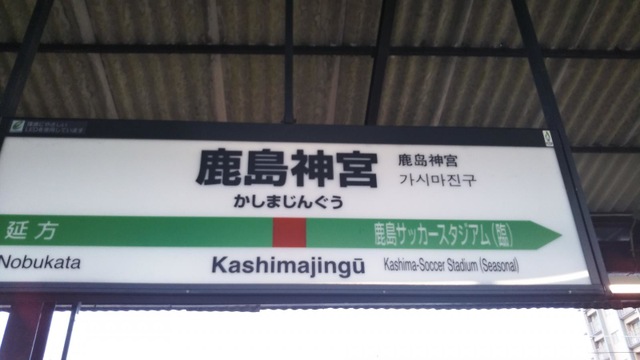 鹿島神宮
かしまじんぐう
鹿岛神宫
가시마진구
延方
鹿島サッカースタジアム(臨)
Nobukata
Kashimajingū
Kashima-Soccer Stadium (Seasonal)